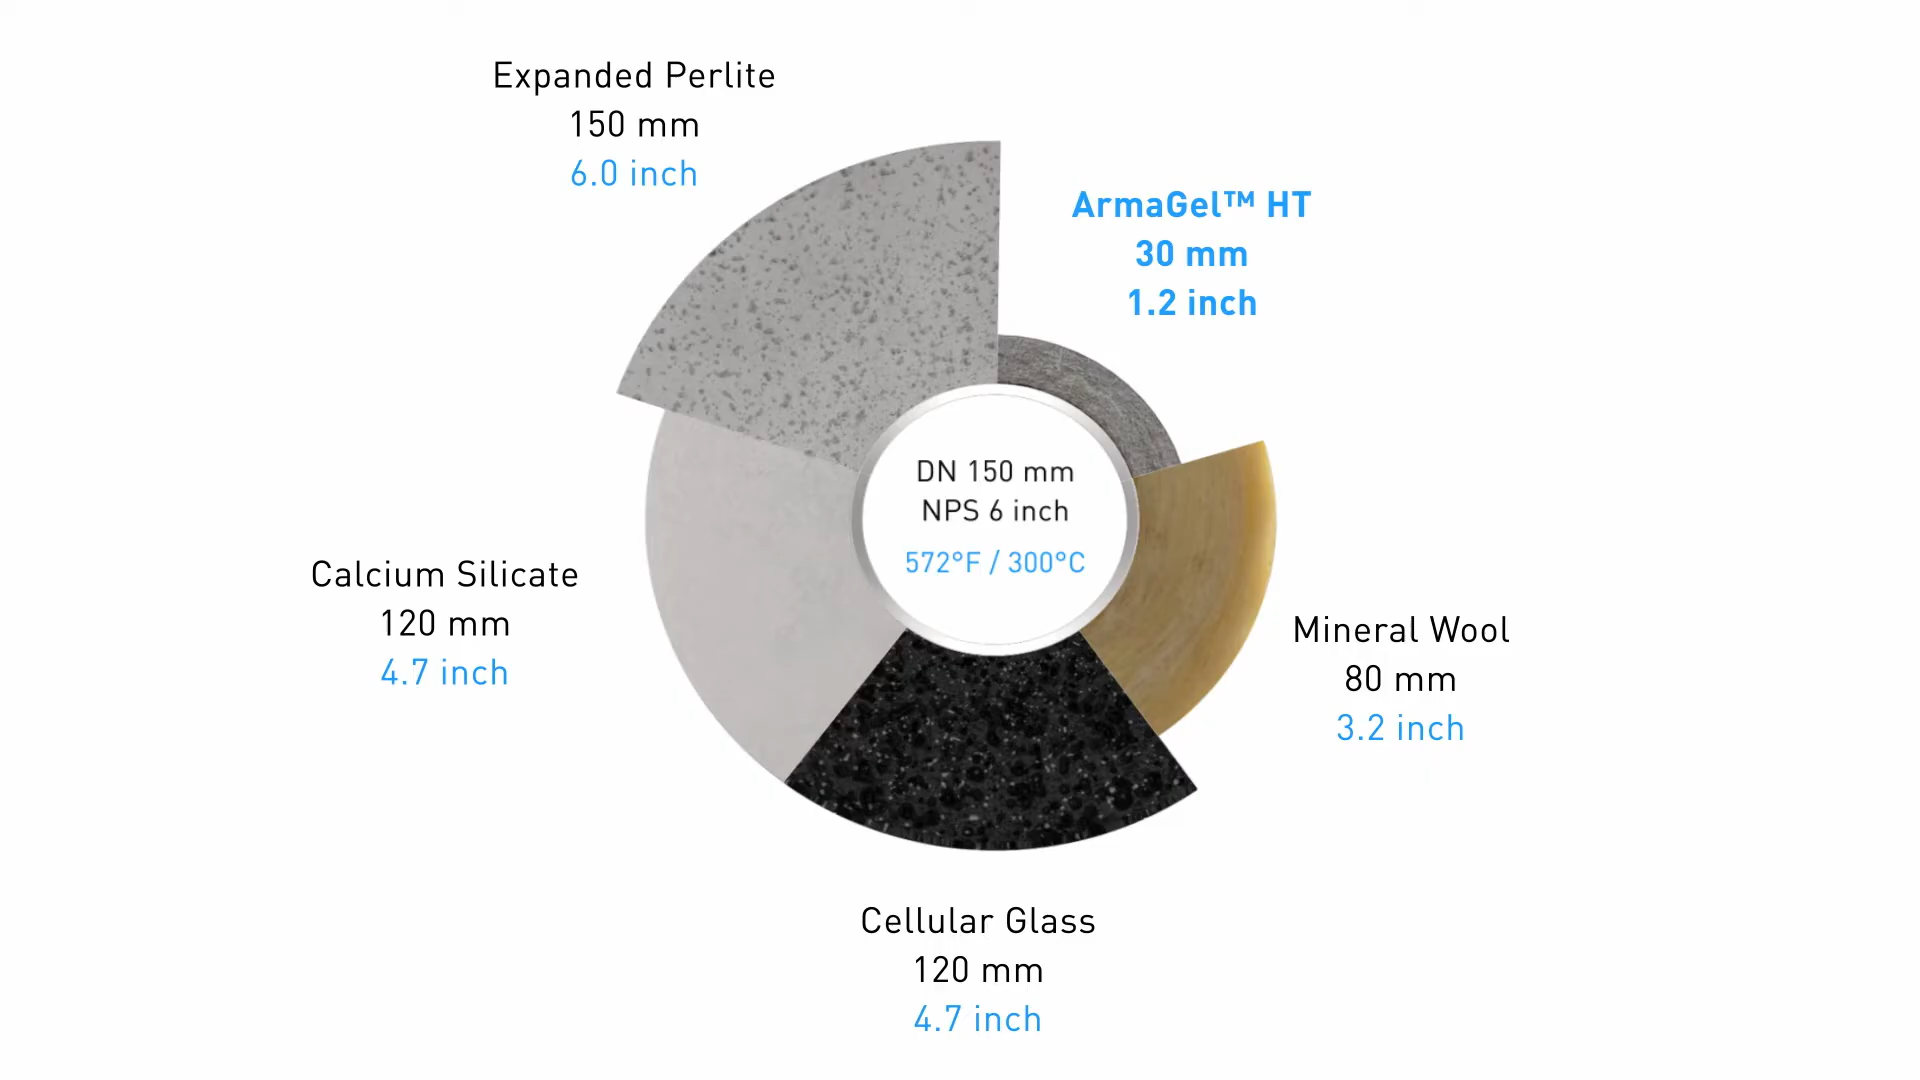 Expanded Perlite
150 mm
6.0 inch
ArmaGel™ HT
30 mm
1.2 inch
DN 150 mm
NPS 6 inch
572°F / 300°C
Calcium Silicate
120 mm
4.7 inch
Mineral Wool
80 mm
3.2 inch
Cellular Glass
120 mm
4.7 inch